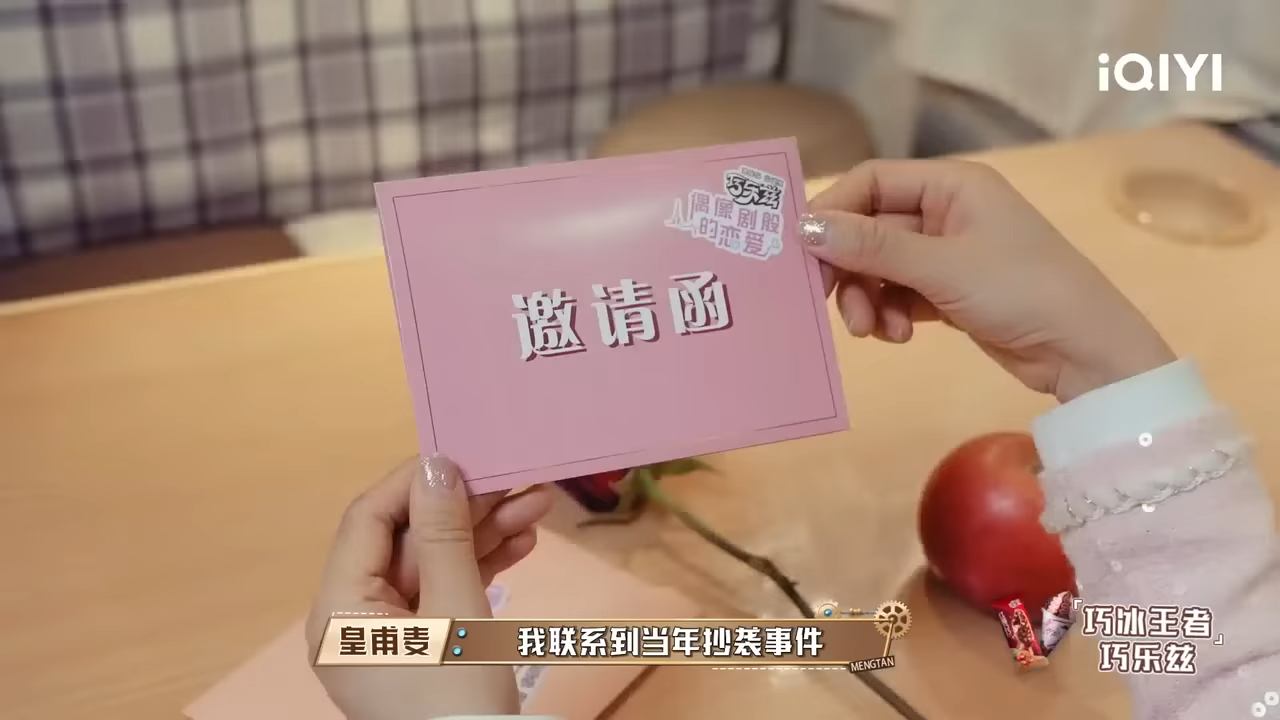 iQIYI
巧乐兹
偶像剧般
的恋爱
邀请函
皇甫麦:
我联系到当年抄袭事件
MENGTAN
「巧冰王者」
巧乐兹